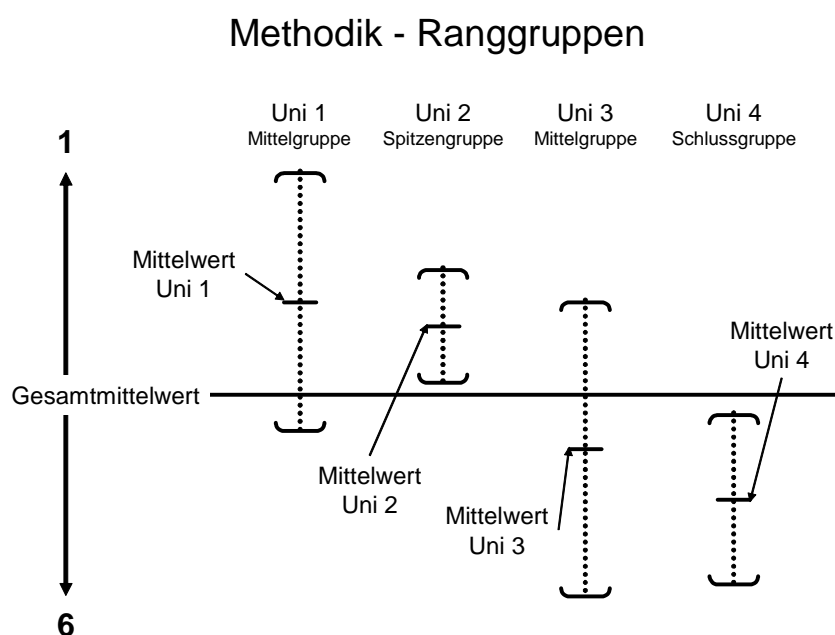 Methodik - Ranggruppen
Uni 1
Mittelgruppe
Uni 2
Spitzengruppe
Uni 3
Mittelgruppe
Uni 4
Schlussgruppe
1
Mittelwert
Uni 1
Mittelwert
Uni 4
Gesamtmittelwert
Mittelwert
Uni 2
Mittelwert
Uni 3
6